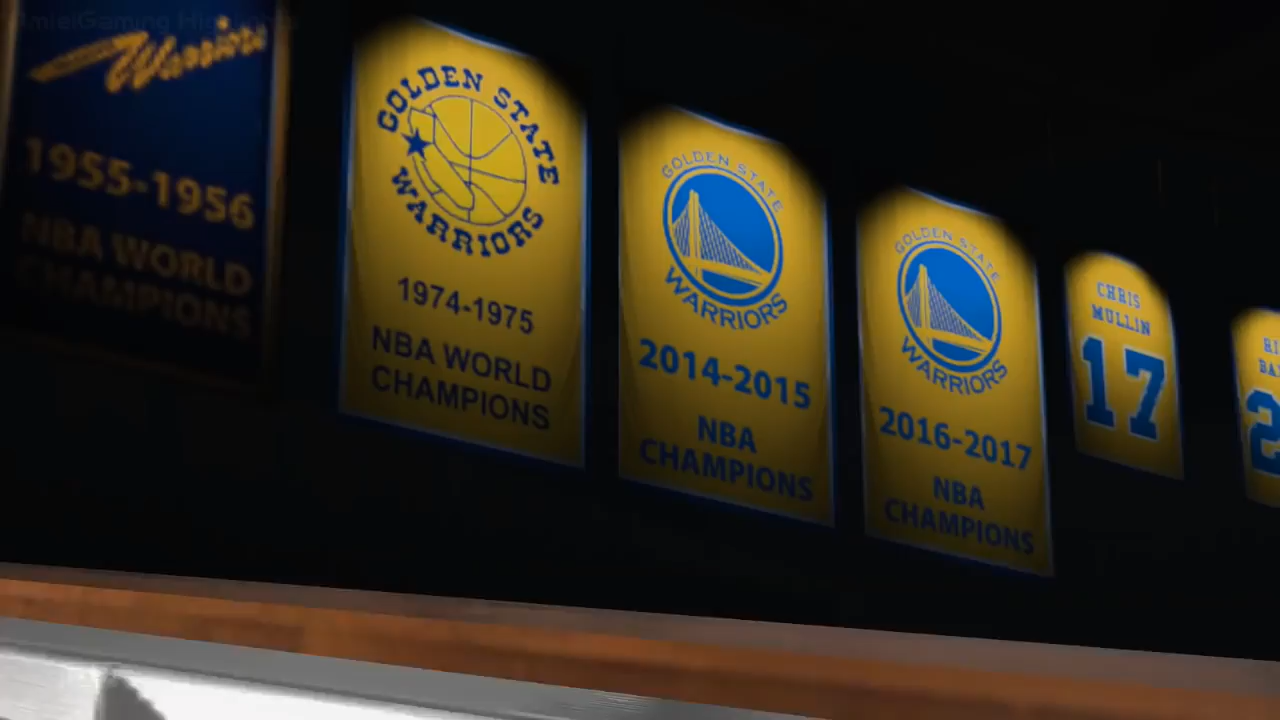 Warriors
1955-1956
NBA WORLD
CHAMPIONS
GOLDEN STATE
WARRIORS
1974-1975
NBA WORLD
CHAMPIONS
GOLDEN STATE
WARRIORS
2014-2015
NBA
CHAMPIONS
GOLDEN STATE
WARRIORS
2016-2017
NBA
CHAMPIONS
CHRIS
MULLIN
17
2